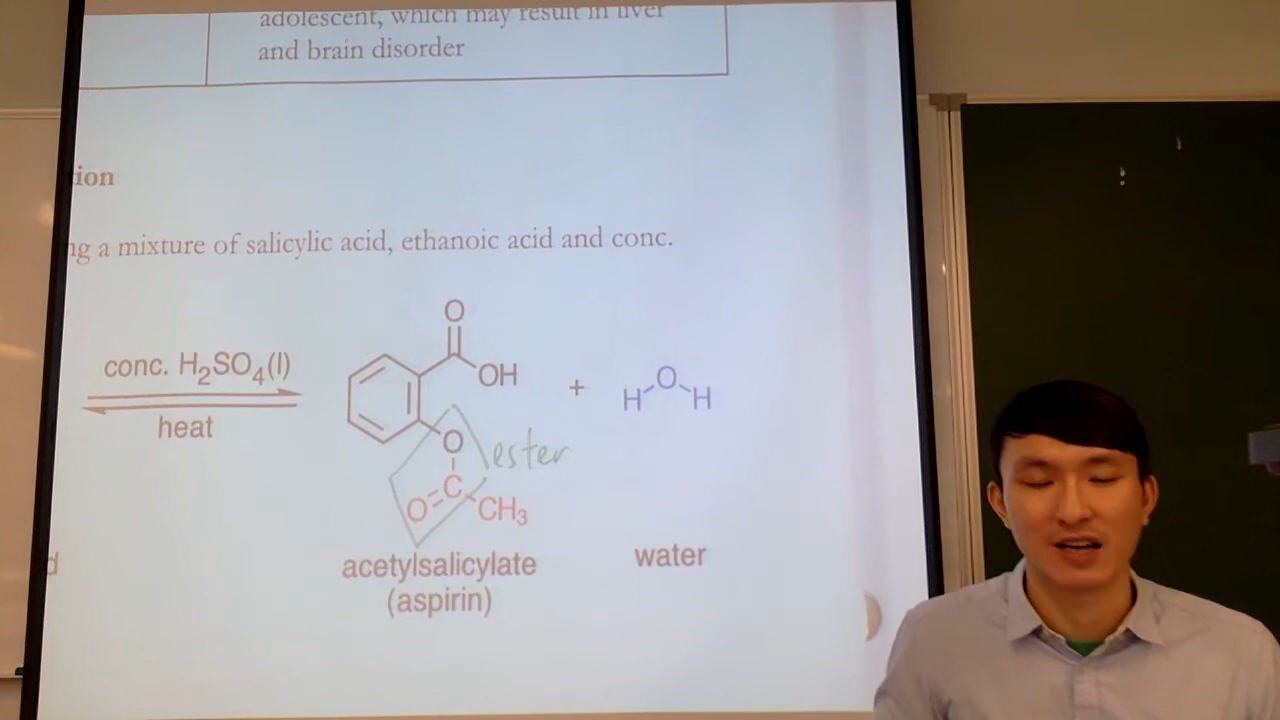 adolescent, which may result in liver
and brain disorder
ion
a mixture of salicylic acid, ethanoic acid and conc.
O
OH
conc. H₂SO₄(l)
heat
+
H O H
O
ester
C
O
CH₃
acetylsalicylate
(aspirin)
water